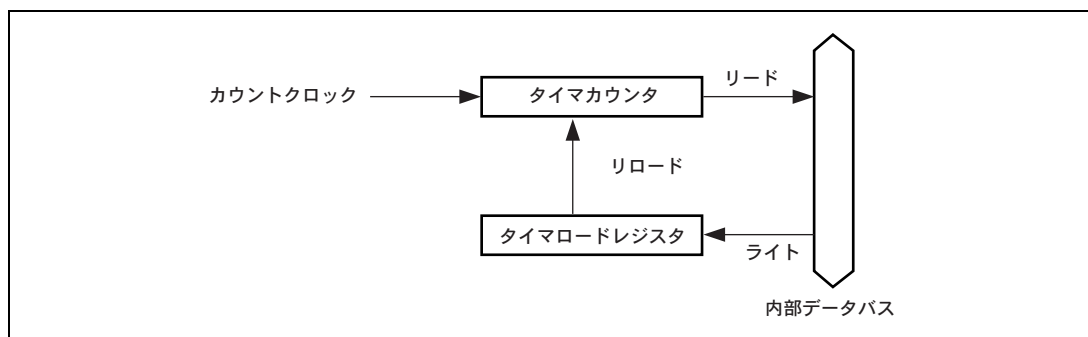 リード
カウントクロック
タイマカウンタ
リロード
タイマロードレジスタ
ライト
内部データバス